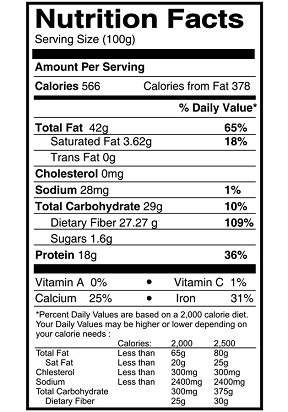 Nutrition Facts
Serving Size (100g)
Amount Per Serving
Calories 566 Calories from Fat 378
% Daily Value*
Total Fat 42g 65%
Saturated Fat 3.62g 18%
Trans Fat 0g
Cholesterol 0mg
Sodium 28mg 1%
Total Carbohydrate 29g 10%
Dietary Fiber 27.27 g 109%
Sugars 1.6g
Protein 18g 36%
Vitamin A 0% • Vitamin C 1%
Calcium 25% • Iron 31%
*Percent Daily Values are based on a 2,000 calorie diet.
Your Daily Values may be higher or lower depending on
your calorie needs :
Calories: 2,000 2,500
Total Fat Less than 65g 80g
Sat Fat Less than 20g 25g
Chlesterol Less than 300mg 300mg
Sodium Less than 2400mg 2400mg
Total Carbohydrate 300mg 375g
Dietary Fiber 25g 30g